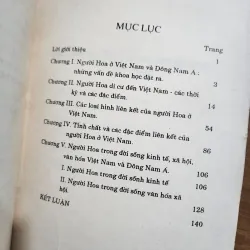 MỤC LỤC
Lời giới thiệu
Trang
1
Chương I. Người Hoa ở Việt Nam và Đông Nam Á :
những vấn đề khoa học đặt ra.
3
Chương II. Người Hoa di cư đến Việt Nam - các thời
kỳ và các đặc điểm.
14
Chương III. Các loại hình liên kết của người Hoa ở
Việt Nam.
54
Chương IV. Tính chất và các đặc điểm liên kết của
người Hoa ở Việt Nam.
86
Chương V. Người Hoa trong đời sống kinh tế, xã hội,
văn hóa Việt Nam và Đông Nam Á.
106
I. Người Hoa trong đời sống kinh tế
106
II. Người Hoa trong đời sống văn hóa xã
hội.
128
KẾT LUẬN
140